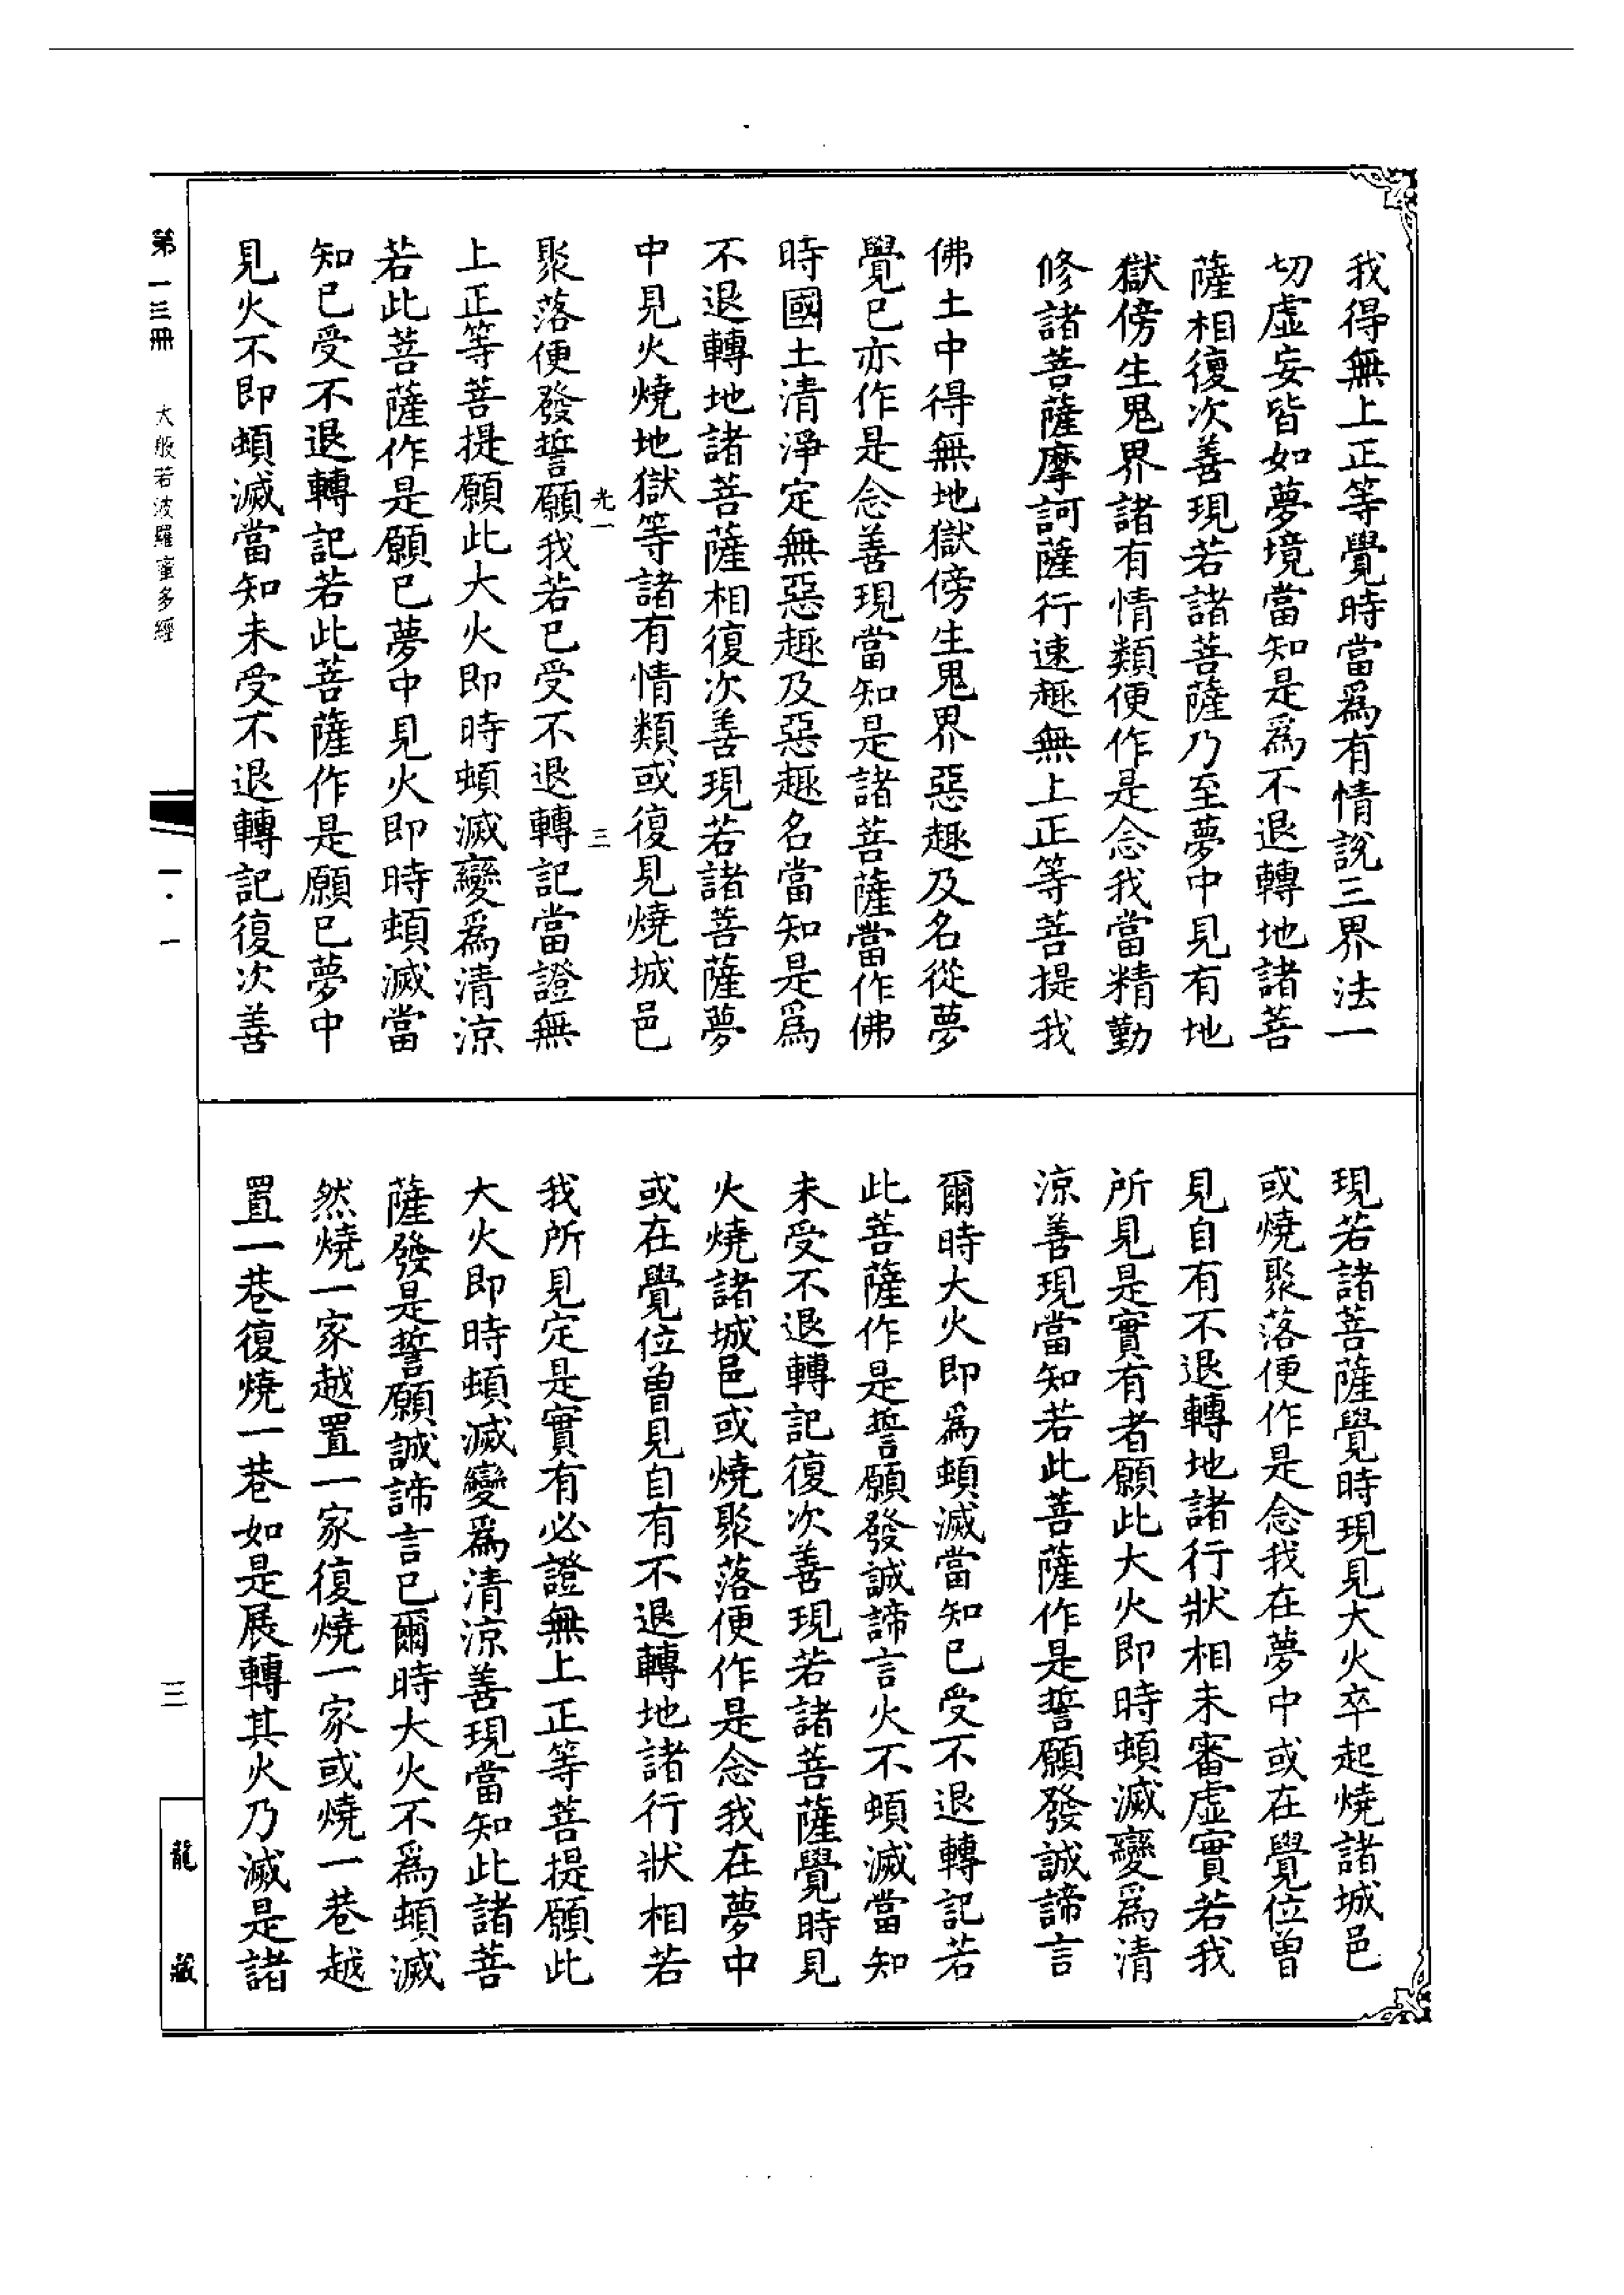 我得無上正等覺時當爲有情說三界法一
切虛妄皆如夢境當知是爲不退轉地諸菩
薩相復次善現若諸菩薩乃至夢中見有地
獄傍生鬼界諸有情類便作是念我當精勤
修諸菩薩摩訶薩行速趣無上正等菩提我
佛土中得無地獄傍生鬼界惡趣及名從夢
覺已亦作是念善現當知是諸菩薩當作佛
時國土清淨定無惡趣及惡趣名當知是爲
不退轉地諸菩薩相復次善現若諸菩薩夢
中見火燒地獄等諸有情類或復見燒城邑
光一 三
聚落便發誓願我若已受不退轉記當證無
上正等菩提願此大火即時頓滅變爲清涼
若此菩薩作是願已夢中見火即時頓滅當
知已受不退轉記若此菩薩作是願已夢中
見火不即頓滅當知未受不退轉記復次善
現若諸菩薩覺時現見大火卒起燒諸城邑
或燒聚落便作是念我在夢中或在覺位曾
見自有不退轉地諸行狀相未審虛實若我
所見是實有者願此大火即時頓滅變爲清
涼善現當知若此菩薩作是誓願發誠諦言
爾時大火即爲頓滅當知已受不退轉記若
此菩薩作是誓願發誠諦言火不頓滅當知
未受不退轉記復次善現若諸菩薩覺時見
火燒諸城邑或燒聚落便作是念我在夢中
或在覺位曾見自有不退轉地諸行狀相若
我所見定是實有必證無上正等菩提願此
大火即時頓滅變爲清涼善現當知此諸菩
薩發是誓願誠諦言已爾時大火不爲頓滅
然燒一家越置一家復燒一家或燒一巷越
置一巷復燒一巷如是展轉其火乃滅是諸
第一三冊 大般若波羅蜜多經 一·一 三 龍藏